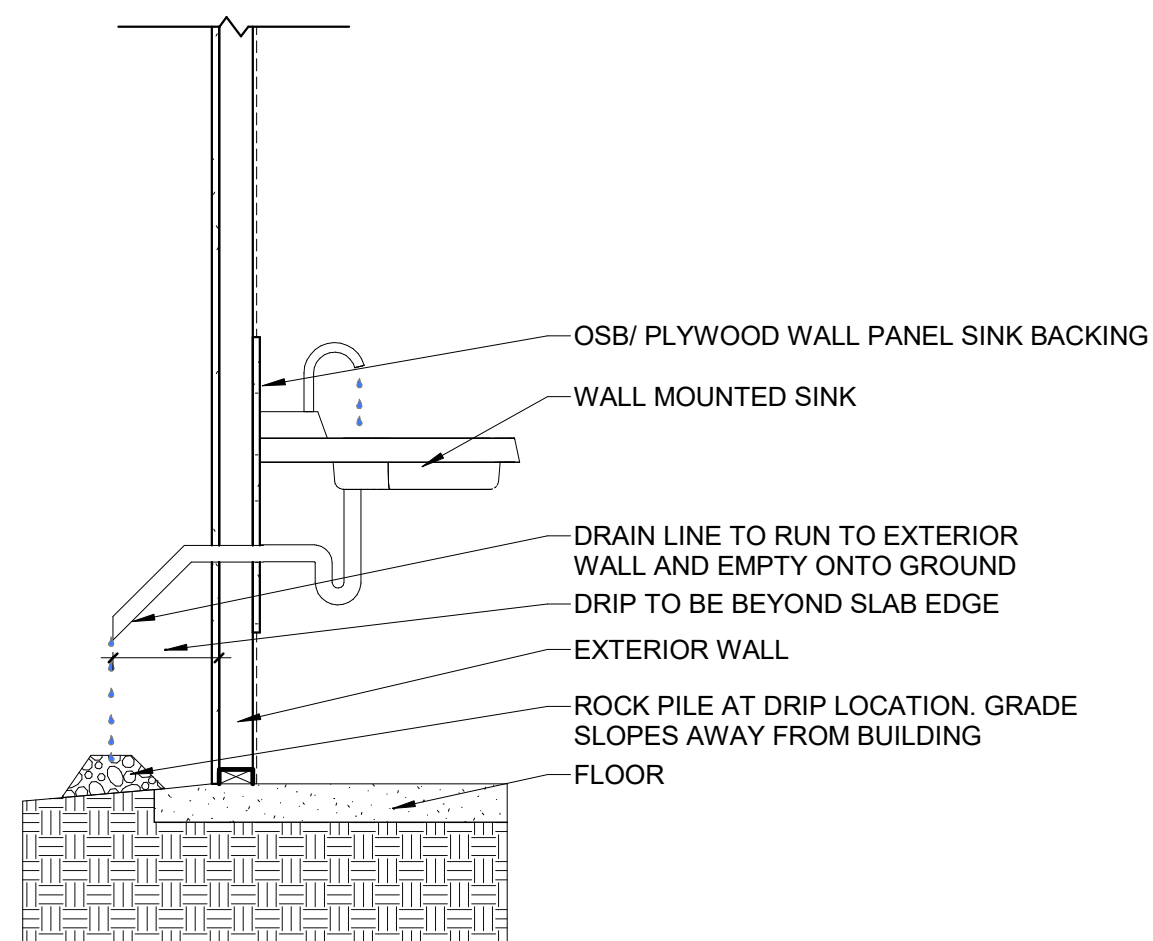 OSB/ PLYWOOD WALL PANEL SINK BACKING
WALL MOUNTED SINK
DRAIN LINE TO RUN TO EXTERIOR
WALL AND EMPTY ONTO GROUND
DRIP TO BE BEYOND SLAB EDGE
EXTERIOR WALL
ROCK PILE AT DRIP LOCATION. GRADE
SLOPES AWAY FROM BUILDING
FLOOR